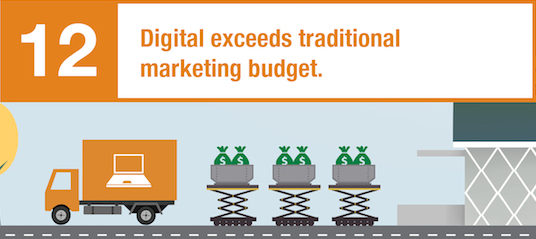 12
Digital exceeds traditional
marketing budget.
$ $ $ $ $ $